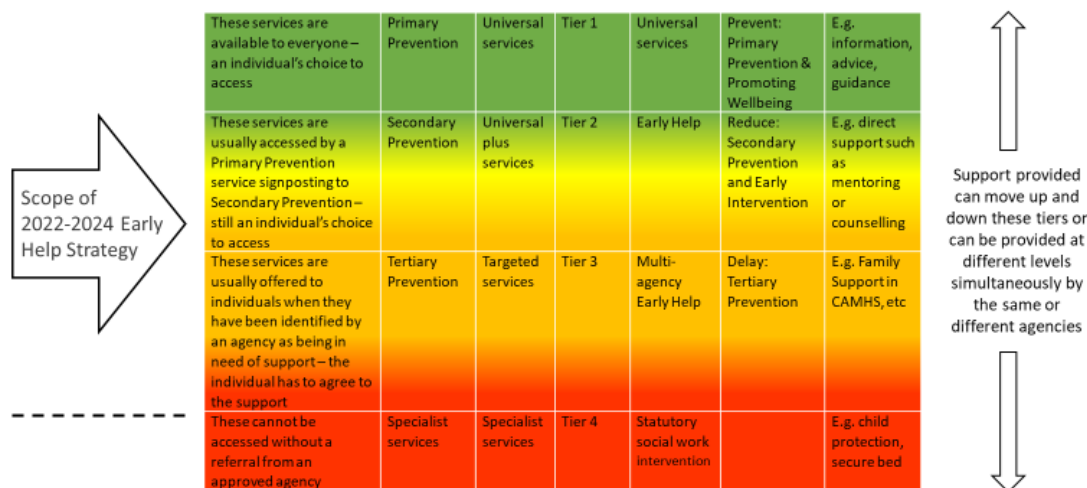 Scope of
2022-2024 Early
Help Strategy
These services are
available to everyone –
an individual's choice to
access
Primary
Prevention
Universal
services
Tier 1
Universal
services
Prevent:
Primary
Prevention &
Promoting
Wellbeing
E.g.
information,
advice,
guidance
These services are
usually accessed by a
Primary Prevention
service signposting to
Secondary Prevention –
still an individual's choice
to access
Secondary
Prevention
Universal
plus
services
Tier 2
Early Help
Reduce:
Secondary
Prevention
and Early
Intervention
E.g. direct
support such
as
mentoring
or
counselling
These services are
usually offered to
individuals when they
have been identified by
an agency as being in
need of support – the
individual has to agree to
the support
Tertiary
Prevention
Targeted
services
Tier 3
Multi-
agency
Early Help
Delay:
Tertiary
Prevention
E.g. Family
Support in
CAMHS, etc
These cannot be
accessed without a
referral from an
approved agency
Specialist
services
Specialist
services
Tier 4
Statutory
social work
intervention
E.g. child
protection,
secure bed
Support provided
can move up and
down these tiers or
can be provided at
different levels
simultaneously by
the same or
different agencies